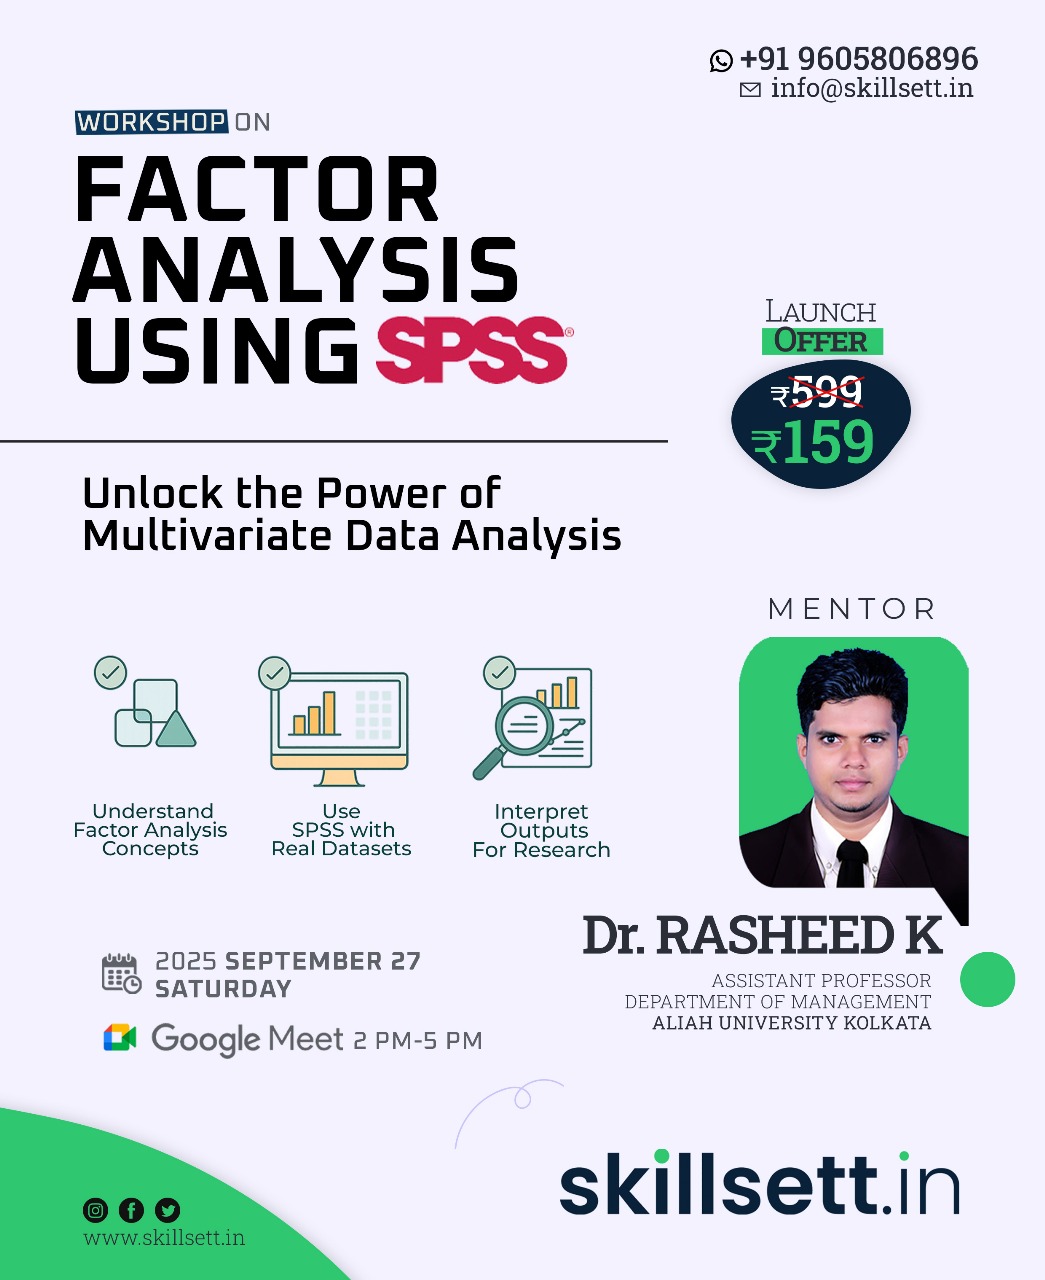 +91 9605806896
info@skillsett.in
WORKSHOP ON
FACTOR
ANALYSIS
USING SPSS®
LAUNCH
OFFER
₹599
₹159
Unlock the Power of
Multivariate Data Analysis
Understand
Factor Analysis
Concepts
Use
SPSS with
Real Datasets
Interpret
Outputs
For Research
MENTOR
Dr. RASHEED K
ASSISTANT PROFESSOR
DEPARTMENT OF MANAGEMENT
ALIAH UNIVERSITY KOLKATA
2025 SEPTEMBER 27
SATURDAY
Google Meet 2 PM-5 PM
skillsett.in
www.skillsett.in